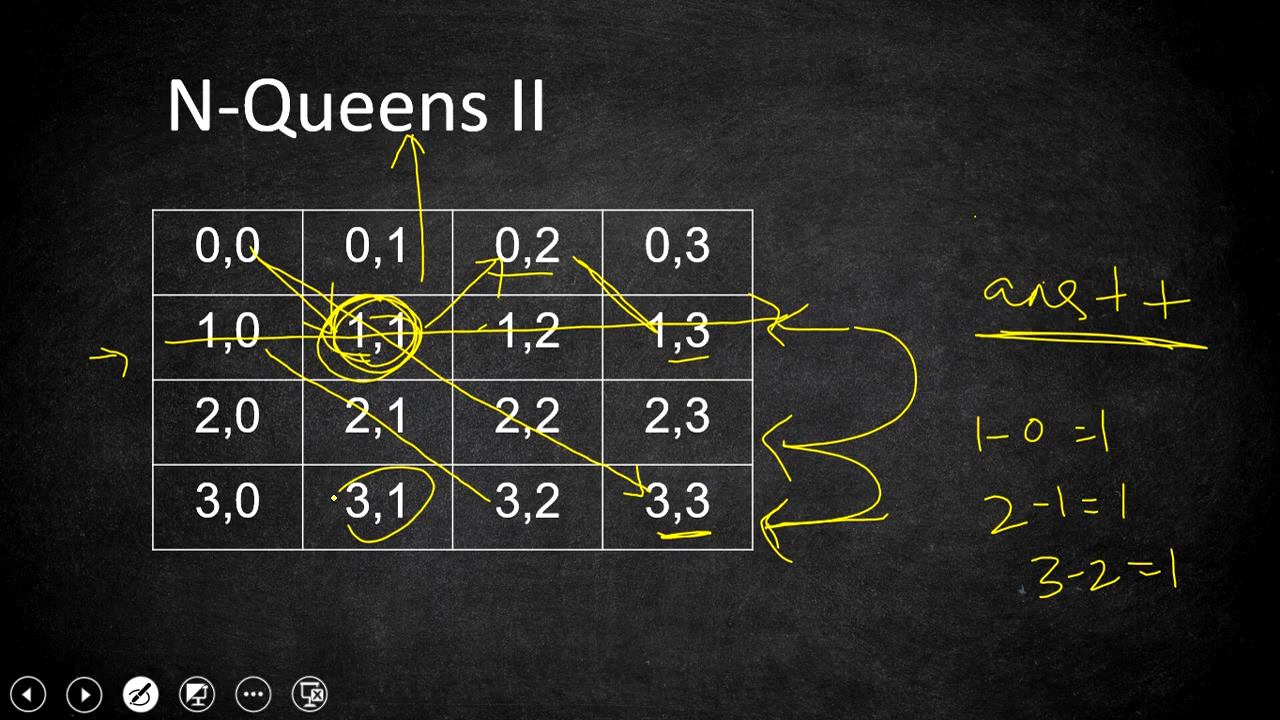 N-Queens II
0,0 0,1 0,2 0,3
1,0 1,1 1,2 1,3
2,0 2,1 2,2 2,3
3,0 3,1 3,2 3,3
ans++
1-0=1
2-1=1
3-2=1